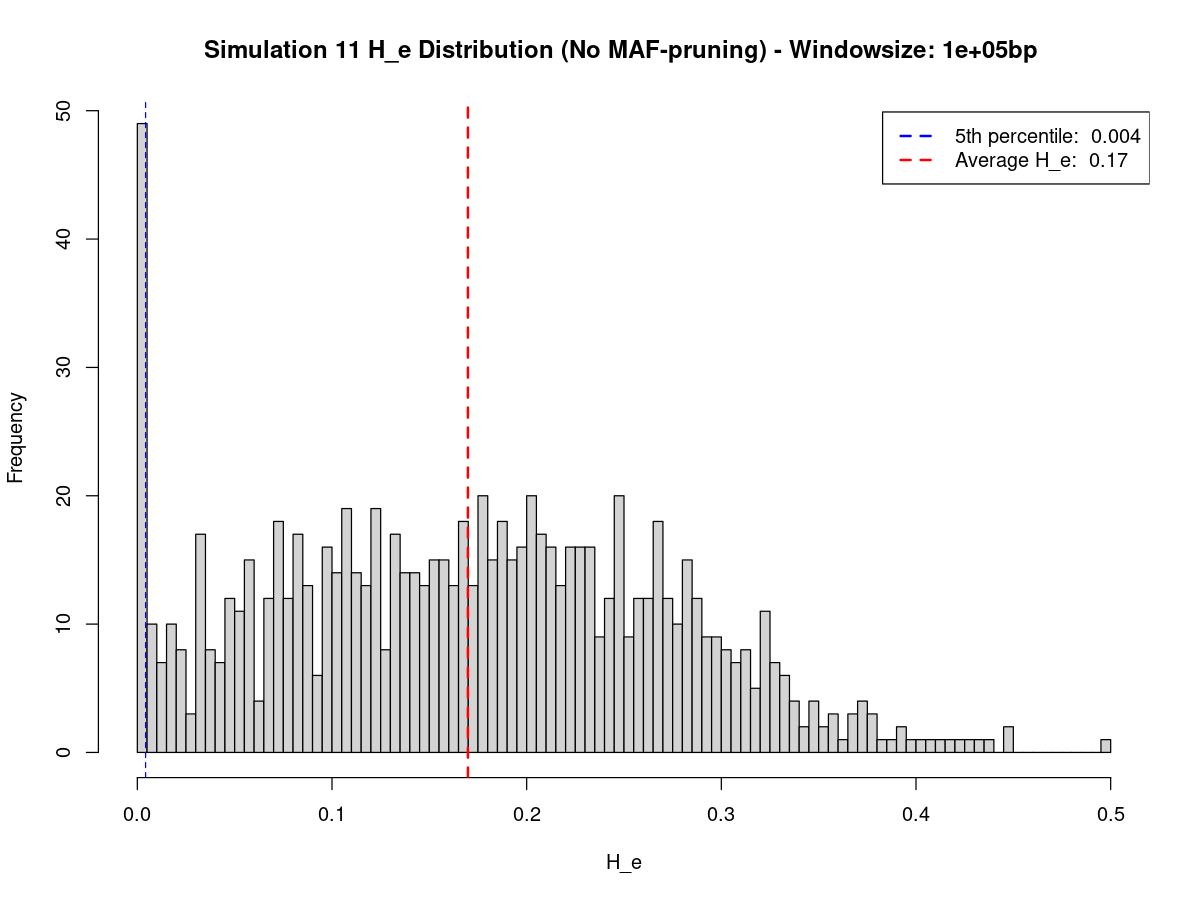 Simulation 11 H_e Distribution (No MAF-pruning) - Windowsize: 1e+05bp
5th percentile: 0.004
Average H_e: 0.17
Frequency
50
40
30
20
10
0
0.0 0.1 0.2 0.3 0.4 0.5
H_e